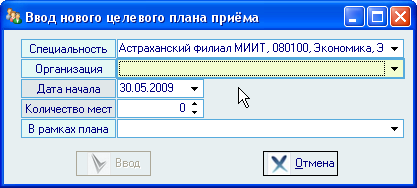 Ввод нового целевого плана приёма
Специальность Астраханский филиал МИИТ, 080100, Экономика, Э
Организация
Дата начала 30.05.2009
Количество мест 0
В рамках плана
Ввод Отмена